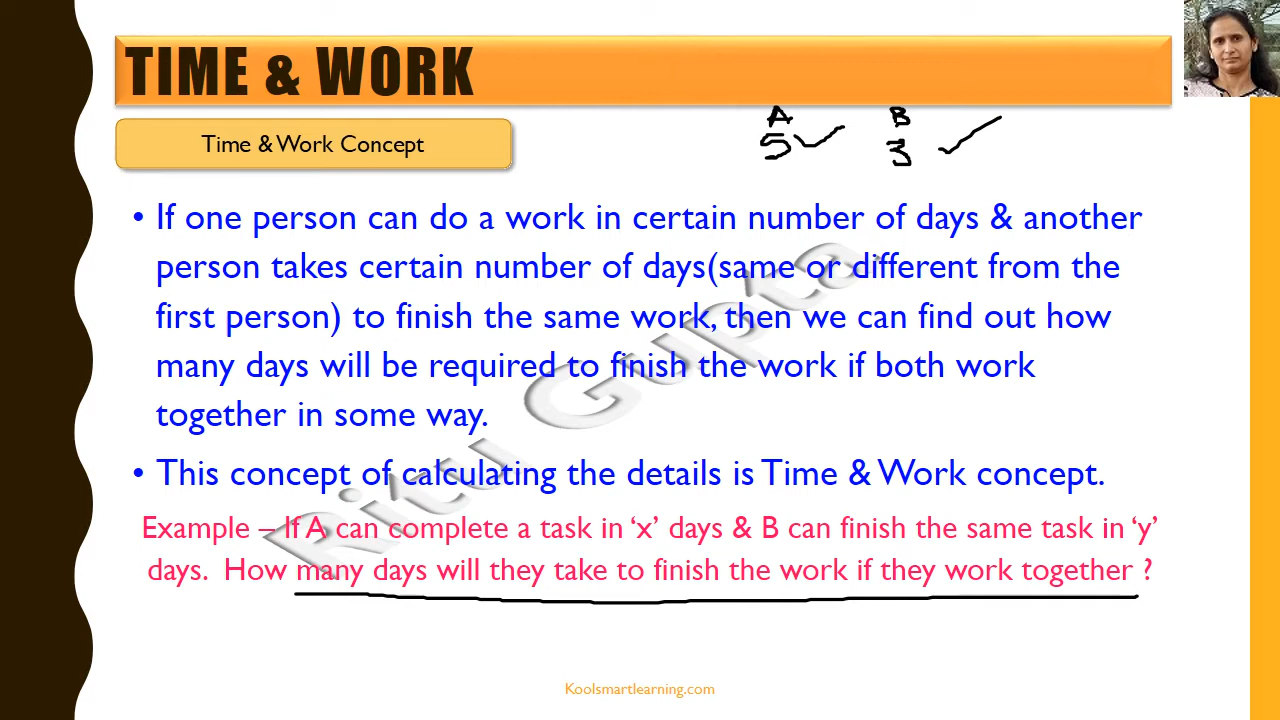 TIME & WORK
A B
Time & Work Concept
5 3
• If one person can do a work in certain number of days & another
person takes certain number of days(same or different from the
first person) to finish the same work, then we can find out how
many days will be required to finish the work if both work
together in some way.
• This concept of calculating the details is Time & Work concept.
Example – If A can complete a task in ‘x’ days & B can finish the same task in ‘y’
days. How many days will they take to finish the work if they work together ?
Ritu Gupta
Koolsmartlearning.com